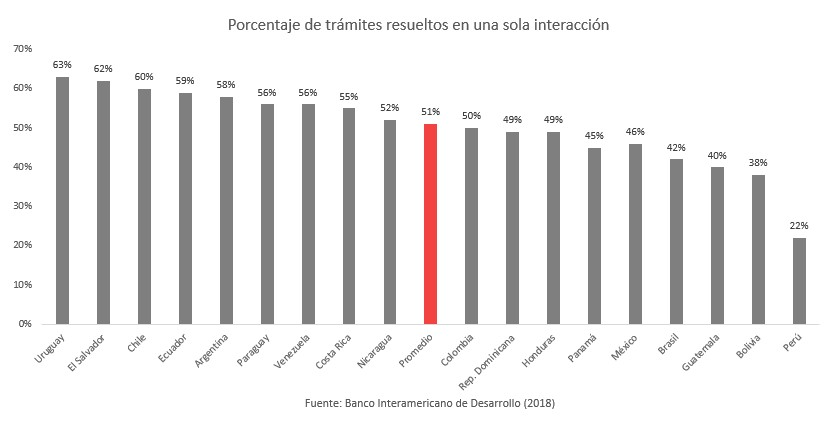 Porcentaje de trámites resueltos en una sola interacción
70%
60%
50%
40%
30%
20%
10%
0%
63%
62%
60%
59%
58%
56%
56%
55%
52%
51%
50%
49%
49%
45%
46%
42%
40%
38%
22%
Uruguay
El Salvador
Chile
Ecuador
Argentina
Paraguay
Venezuela
Costa Rica
Nicaragua
Promedio
Colombia
Rep. Dominicana
Honduras
Panamá
México
Brasil
Guatemala
Bolivia
Perú
Fuente: Banco Interamericano de Desarrollo (2018)